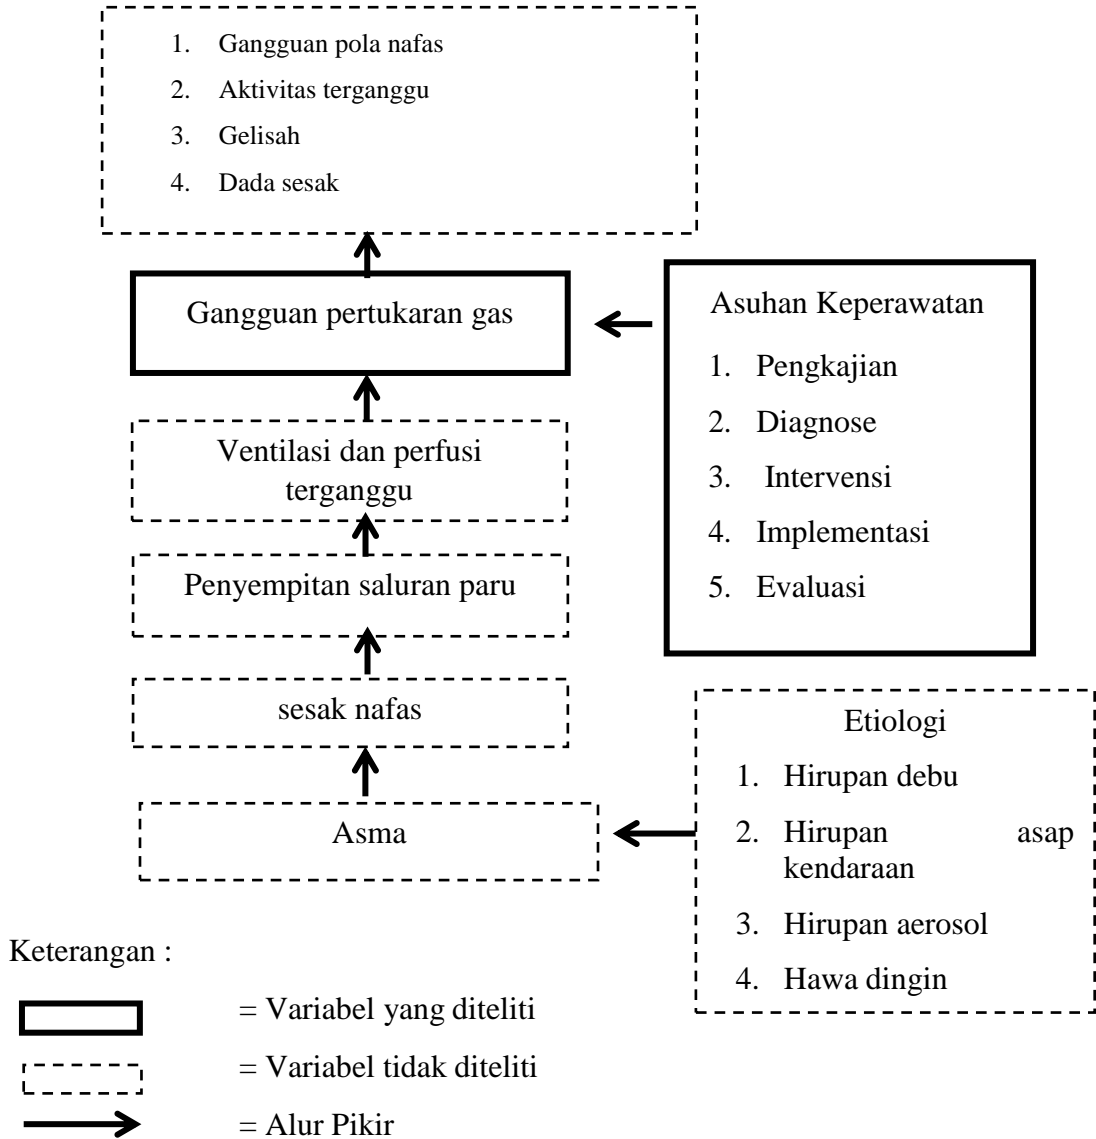 1. Gangguan pola nafas
2. Aktivitas terganggu
3. Gelisah
4. Dada sesak
Gangguan pertukaran gas
Asuhan Keperawatan
1. Pengkajian
2. Diagnose
3. Intervensi
4. Implementasi
5. Evaluasi
Ventilasi dan perfusi
terganggu
Penyempitan saluran paru
sesak nafas
Asma
Etiologi
1. Hirupan debu
2. Hirupan asap
kendaraan
3. Hirupan aerosol
4. Hawa dingin
Keterangan :
= Variabel yang diteliti
= Variabel tidak diteliti
= Alur Pikir